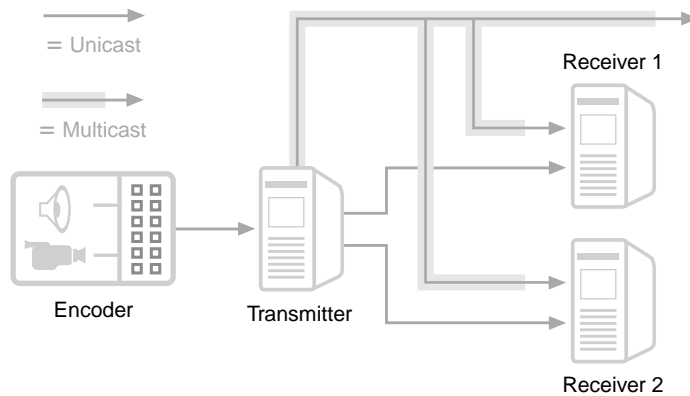 = Unicast
= Multicast
Receiver 1
Encoder
Transmitter
Receiver 2